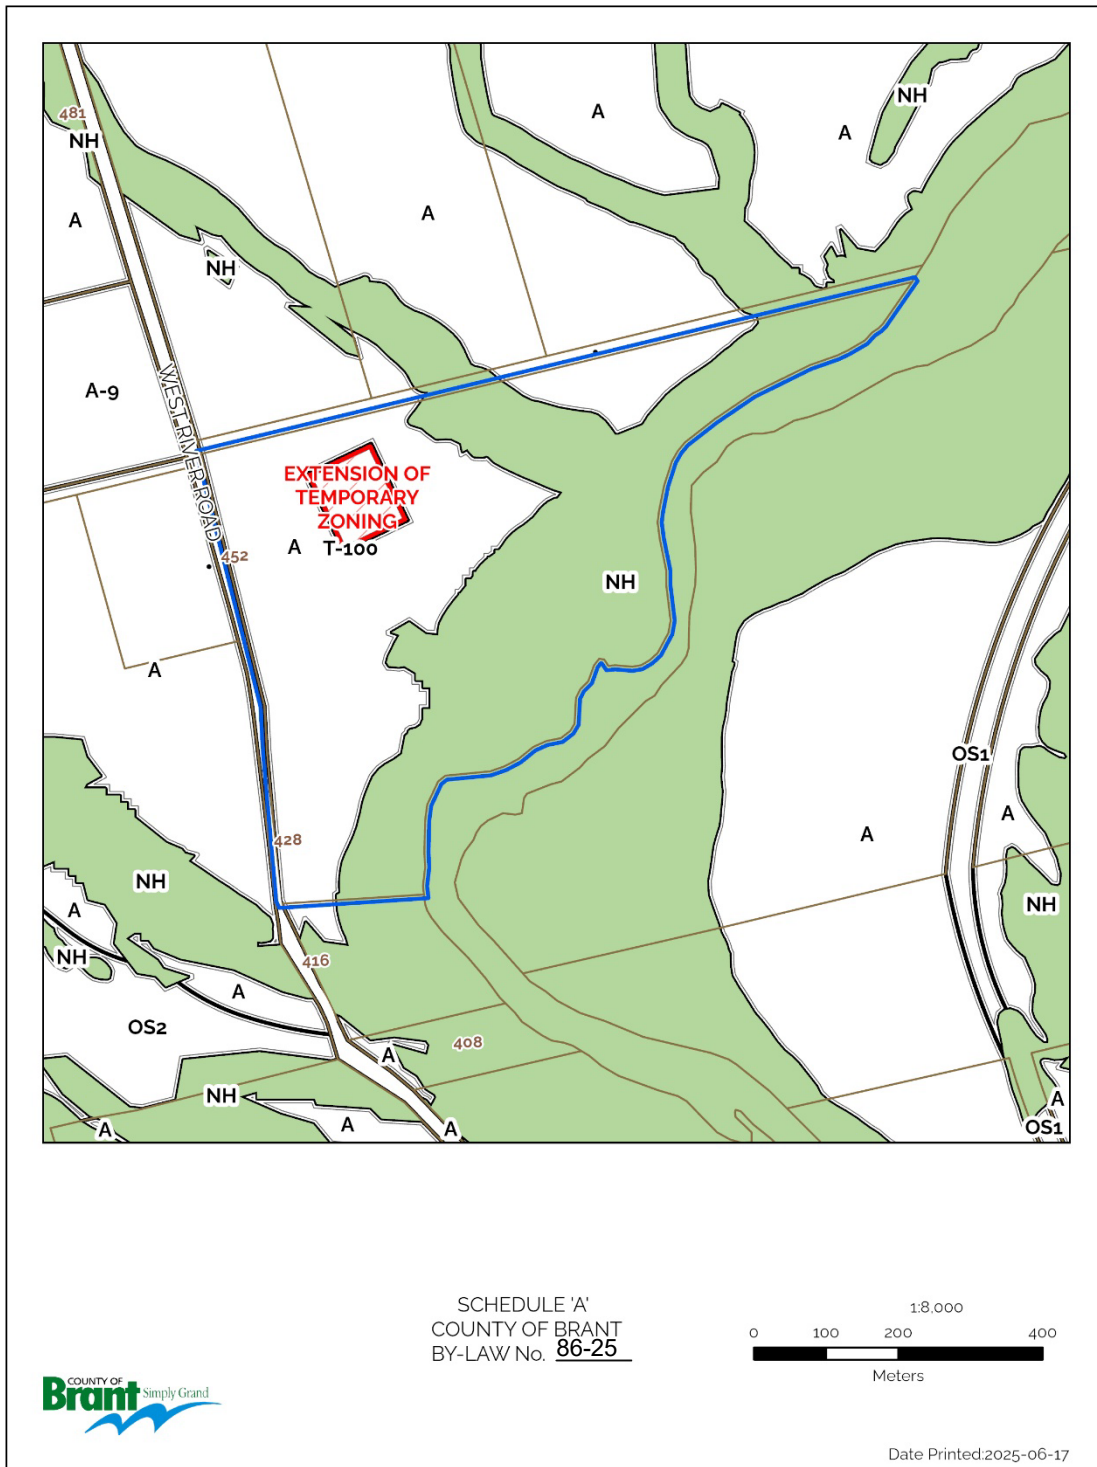 NH
481
A
A
NH
NH
A
A
A
NH
WEST RIVER ROAD
A-9
NH
EXTENSION OF
TEMPORARY
ZONING
A
T-100
452
NH
A
OS1
A
A
428
NH
A
NH
NH
416
A
OS2
408
A
NH
A
A
A
A
OS1
SCHEDULE 'A'
COUNTY OF BRANT
BY-LAW No. 86-25
1:8,000
0 100 200 400
Meters
COUNTY OF
Brant Simply Grand
Date Printed:2025-06-17